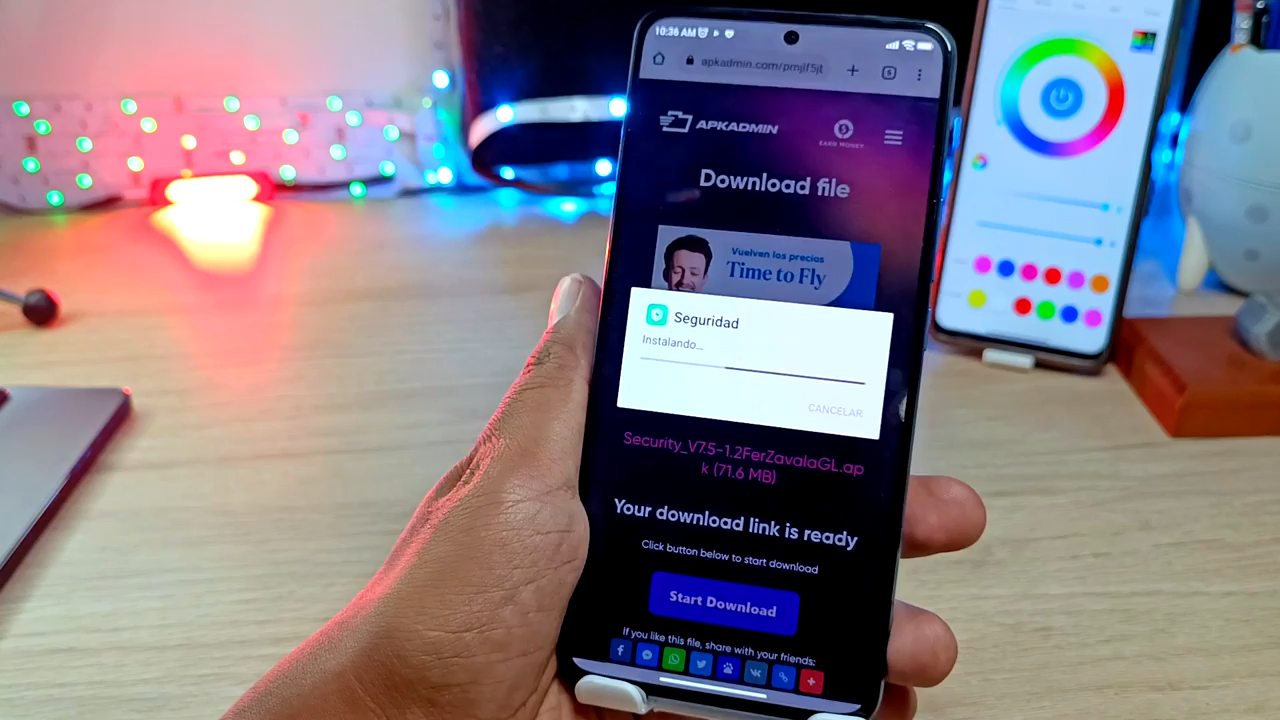 10:36 AM
apkadmin.com/pmjlf5jt
APKADMIN
EARN MONEY
Download file
Vuelven los precios
Time to Fly
Seguridad
Instalando...
CANCELAR
Security_V7.5-1.2FerZavalaGL.ap
k (71.6 MB)
Your download link is ready
Click button below to start download
Start Download
If you like this file, share with your friends: